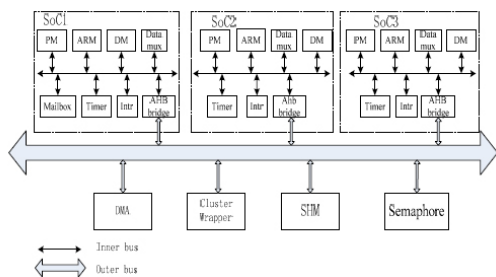 SoC1
SoC2
SoC3
PM ARM DM Data mux
PM ARM Data mux DM
PM ARM Data mux DM
Mailbox Timer Intr AHB bridge
Timer Intr Ahb bridge
Timer Intr AHB bridge
DMA
Cluster Wrapper
SHM
Semaphore
Inner bus
Outer bus